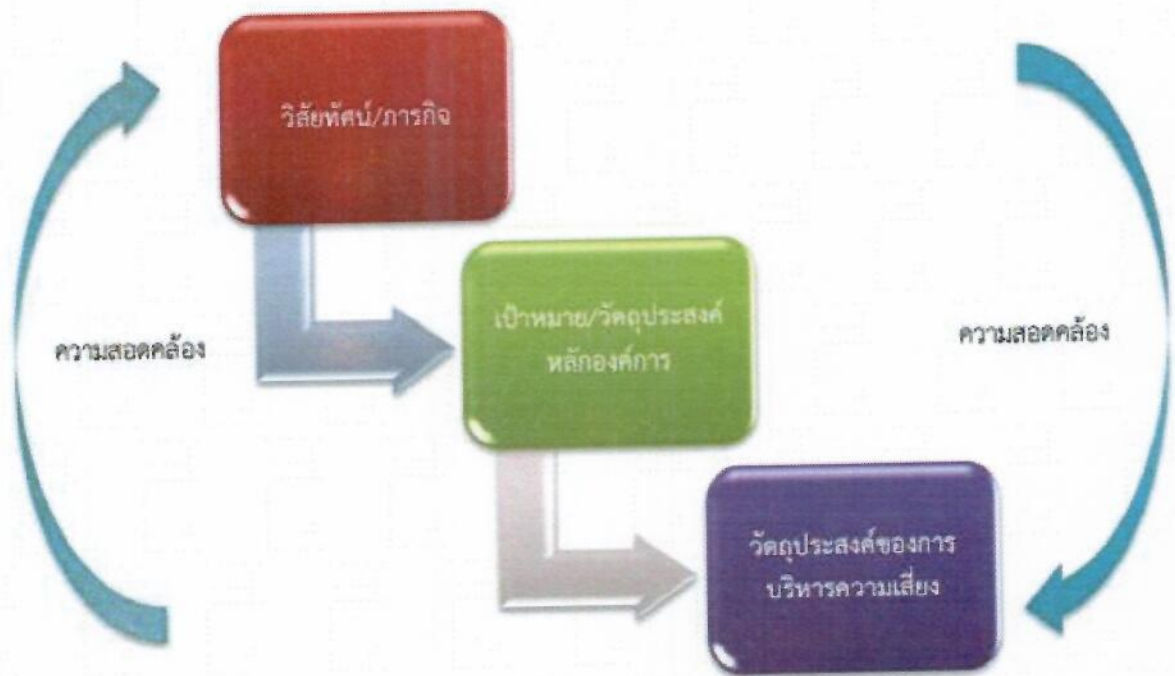 วิสัยทัศน์/ภารกิจ
เป้าหมาย/วัตถุประสงค์
หลักองค์การ
ความสอดคล้อง
ความสอดคล้อง
วัตถุประสงค์ของการ
บริหารความเสี่ยง